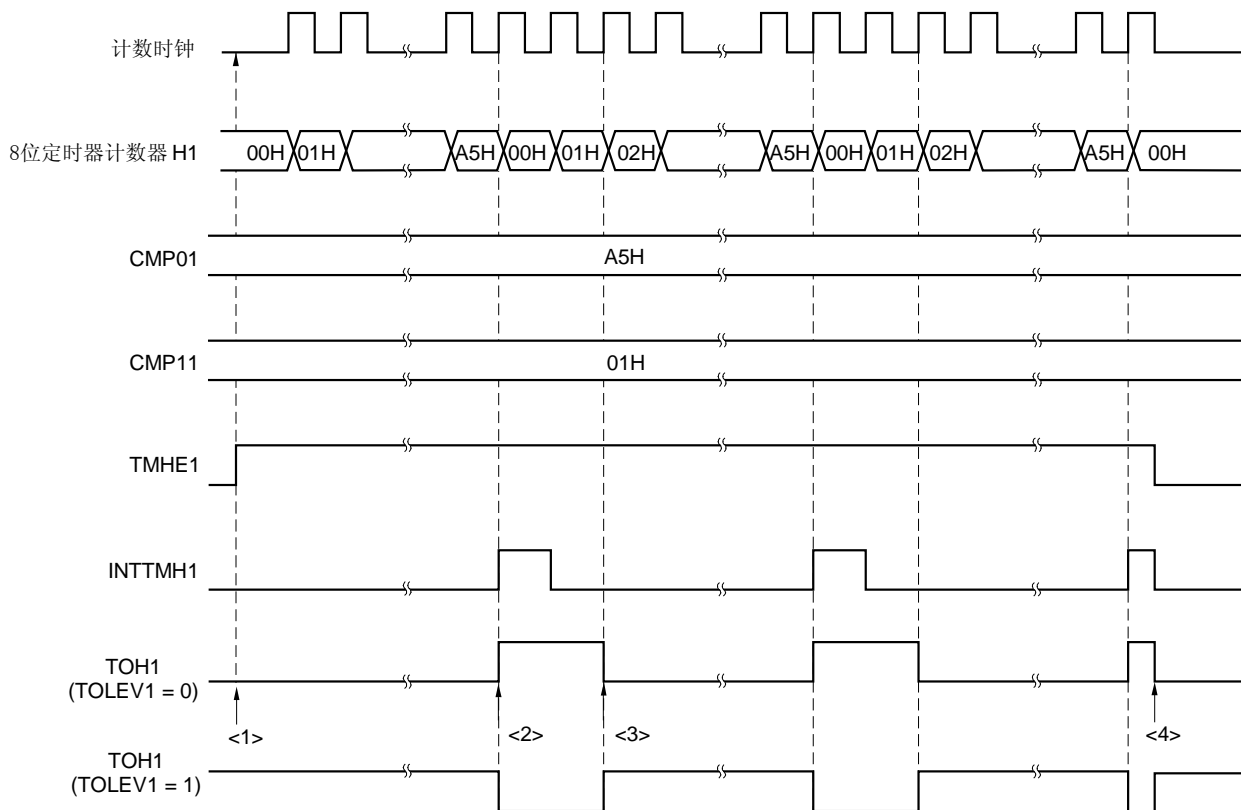 计数时钟
8位定时器计数器 H1 00H 01H A5H 00H 01H 02H A5H 00H 01H 02H A5H 00H
CMP01 A5H
CMP11 01H
TMHE1
INTTMH1
TOH1
(TOLEV1 = 0)
<1> <2> <3> <4>
TOH1
(TOLEV1 = 1)